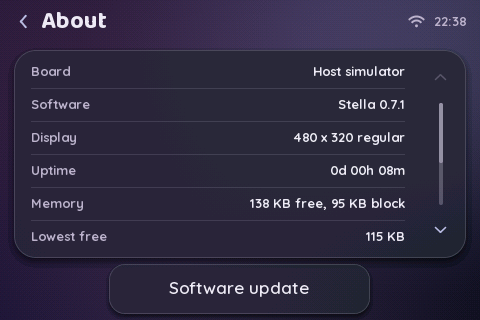 About
22:38
Board Host simulator
Software Stella 0.7.1
Display 480 x 320 regular
Uptime 0d 00h 08m
Memory 138 KB free, 95 KB block
Lowest free 115 KB
Software update